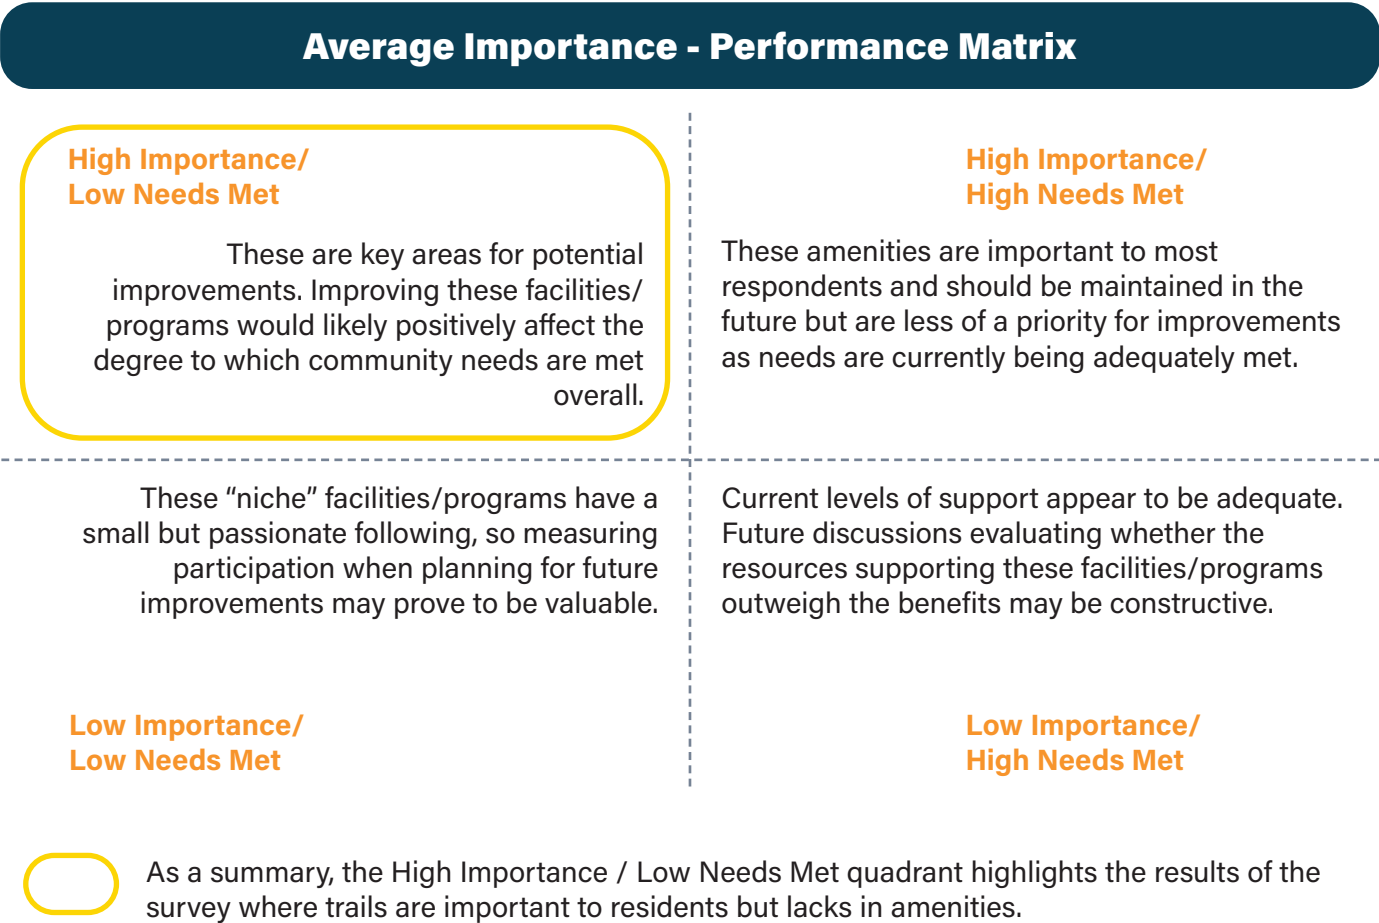 Average Importance - Performance Matrix
High Importance/
Low Needs Met
These are key areas for potential
improvements. Improving these facilities/
programs would likely positively affect the
degree to which community needs are met
overall.
High Importance/
High Needs Met
These amenities are important to most
respondents and should be maintained in the
future but are less of a priority for improvements
as needs are currently being adequately met.
These “niche” facilities/programs have a
small but passionate following, so measuring
participation when planning for future
improvements may prove to be valuable.
Low Importance/
Low Needs Met
Current levels of support appear to be adequate.
Future discussions evaluating whether the
resources supporting these facilities/programs
outweigh the benefits may be constructive.
Low Importance/
High Needs Met
As a summary, the High Importance / Low Needs Met quadrant highlights the results of the
survey where trails are important to residents but lacks in amenities.